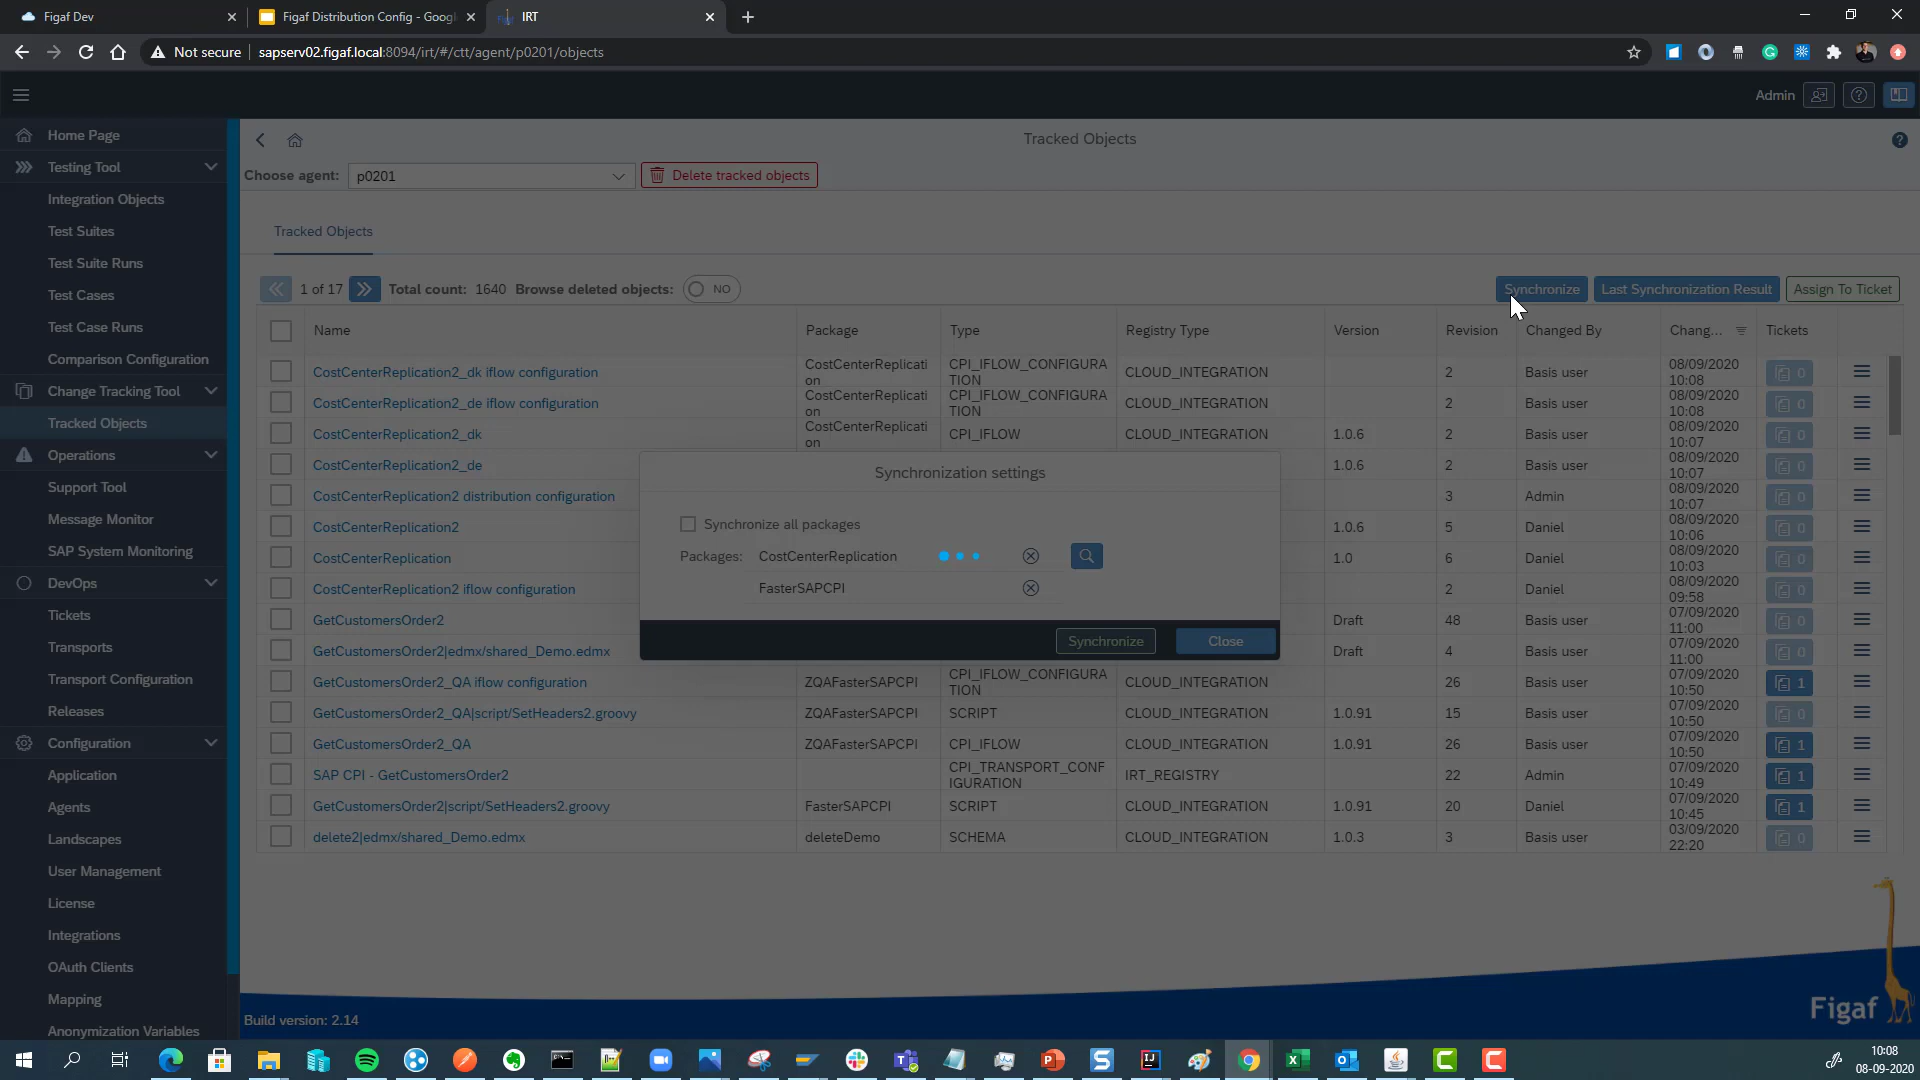 Figaf Dev
Figaf Distribution Config - Goog
IRT
Not secure
sapserv02.figaf.local:8094/irt/#/ctt/agent/p0201/objects
Admin
Home Page
Testing Tool
Integration Objects
Test Suites
Test Suite Runs
Test Cases
Test Case Runs
Comparison Configuration
Change Tracking Tool
Tracked Objects
Operations
Support Tool
Message Monitor
SAP System Monitoring
DevOps
Tickets
Transports
Transport Configuration
Releases
Configuration
Application
Agents
Landscapes
User Management
License
Integrations
OAuth Clients
Mapping
Anonymization Variables
Tracked Objects
Choose agent: p0201 Delete tracked objects
Tracked Objects
1 of 17 Total count: 1640 Browse deleted objects: NO
Synchronize Last Synchronization Result Assign To Ticket
Name Package Type Registry Type Version Revision Changed By Chang... Tickets
CostCenterReplication2_dk iflow configuration CostCenterReplicati
on CPI_IFLOW_CONFIGURA
TION CLOUD_INTEGRATION 2 Basis user 08/09/2020
10:08 0
CostCenterReplication2_de iflow configuration CostCenterReplicati
on CPI_IFLOW_CONFIGURA
TION CLOUD_INTEGRATION 2 Basis user 08/09/2020
10:08 0
CostCenterReplication2_dk CostCenterReplicati
on CPI_IFLOW CLOUD_INTEGRATION 1.0.6 2 Basis user 08/09/2020
10:07 0
CostCenterReplication2_de 1.0.6 2 Basis user 08/09/2020
10:07 0
CostCenterReplication2 distribution configuration 3 Admin 08/09/2020
10:07 0
CostCenterReplication2 1.0.6 5 Daniel 08/09/2020
10:06 0
CostCenterReplication 1.0 6 Daniel 08/09/2020
10:03 0
CostCenterReplication2 iflow configuration 2 Daniel 08/09/2020
09:58 0
GetCustomersOrder2 Draft 48 Basis user 07/09/2020
11:00 0
GetCustomersOrder2|edmx/shared_Demo.edmx Draft 4 Basis user 07/09/2020
11:00 0
GetCustomersOrder2_QA iflow configuration ZQAFasterSAPCPI CPI_IFLOW_CONFIGURA
TION CLOUD_INTEGRATION 26 Basis user 07/09/2020
10:50 1
GetCustomersOrder2_QA|script/SetHeaders2.groovy ZQAFasterSAPCPI SCRIPT CLOUD_INTEGRATION 1.0.91 15 Basis user 07/09/2020
10:50 0
GetCustomersOrder2_QA ZQAFasterSAPCPI CPI_IFLOW CLOUD_INTEGRATION 1.0.91 26 Basis user 07/09/2020
10:50 1
SAP CPI - GetCustomersOrder2 CPI_TRANSPORT_CONF
IGURATION IRT_REGISTRY 22 Admin 07/09/2020
10:49 1
GetCustomersOrder2|script/SetHeaders2.groovy FasterSAPCPI SCRIPT CLOUD_INTEGRATION 1.0.91 20 Daniel 07/09/2020
10:45 1
delete2|edmx/shared_Demo.edmx deleteDemo SCHEMA CLOUD_INTEGRATION 1.0.3 3 Basis user 03/09/2020
22:20 0
Synchronization settings
Synchronize all packages
Packages: CostCenterReplication
FasterSAPCPI
Synchronize Close
Figaf
Build version: 2.14
10:08
08-09-2020